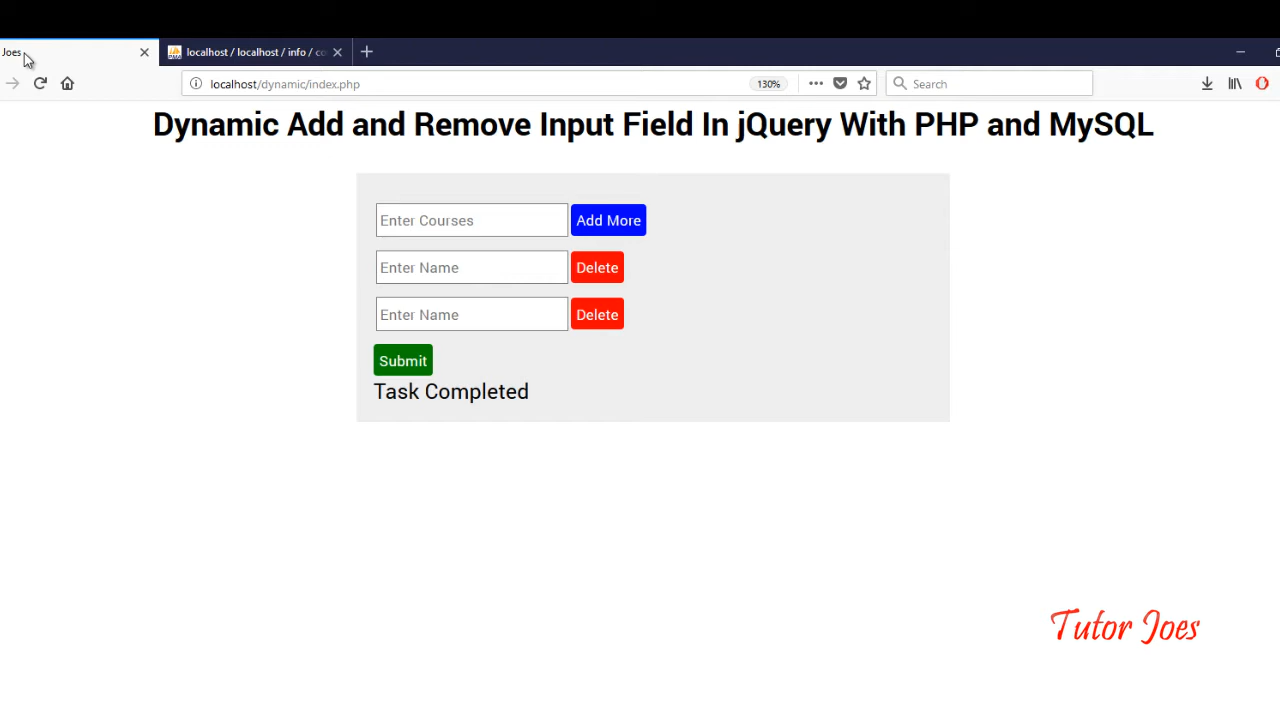 Joes
localhost / localhost / info / co
localhost/dynamic/index.php
130%
Search
Dynamic Add and Remove Input Field In jQuery With PHP and MySQL
Enter Courses Add More
Enter Name Delete
Enter Name Delete
Submit
Task Completed
Tutor Joes